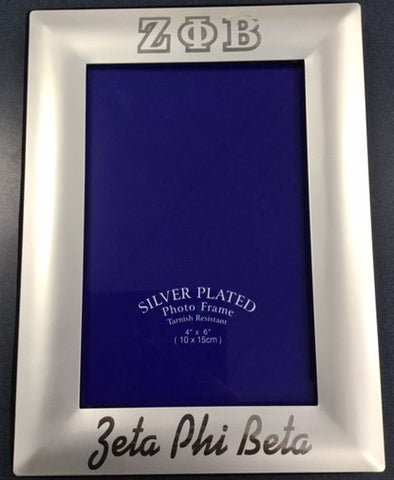 ΖΦΒ
SILVER PLATED
Photo Frame
Tarnish Resistant
4" x 6"
( 10 x 15cm )
Zeta Phi Beta